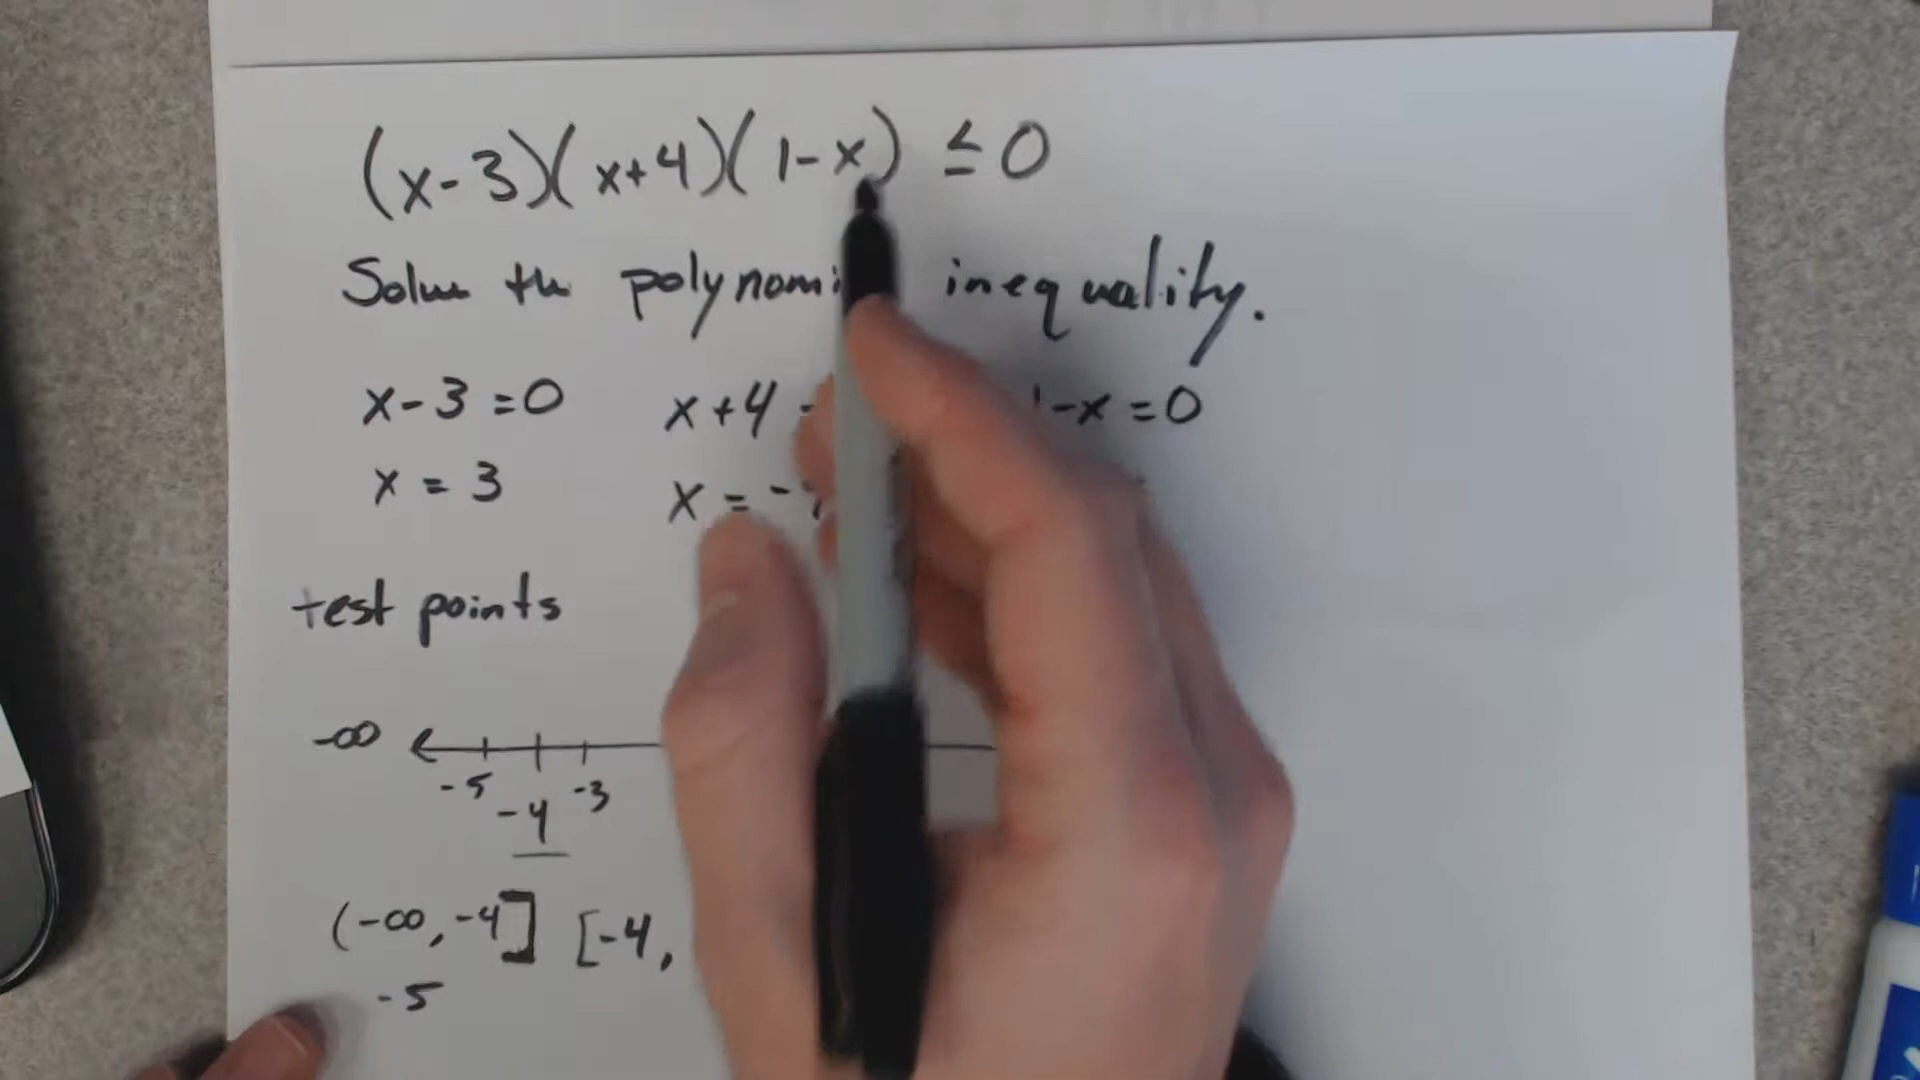 (x-3)(x+4)(1-x) ≤ 0
Solve the inequality.
x-3=0 x+4 1-x=0
x = 3 x = -
test points
-∞
-5 -4 -3
(-∞, -4] [-4,
-5